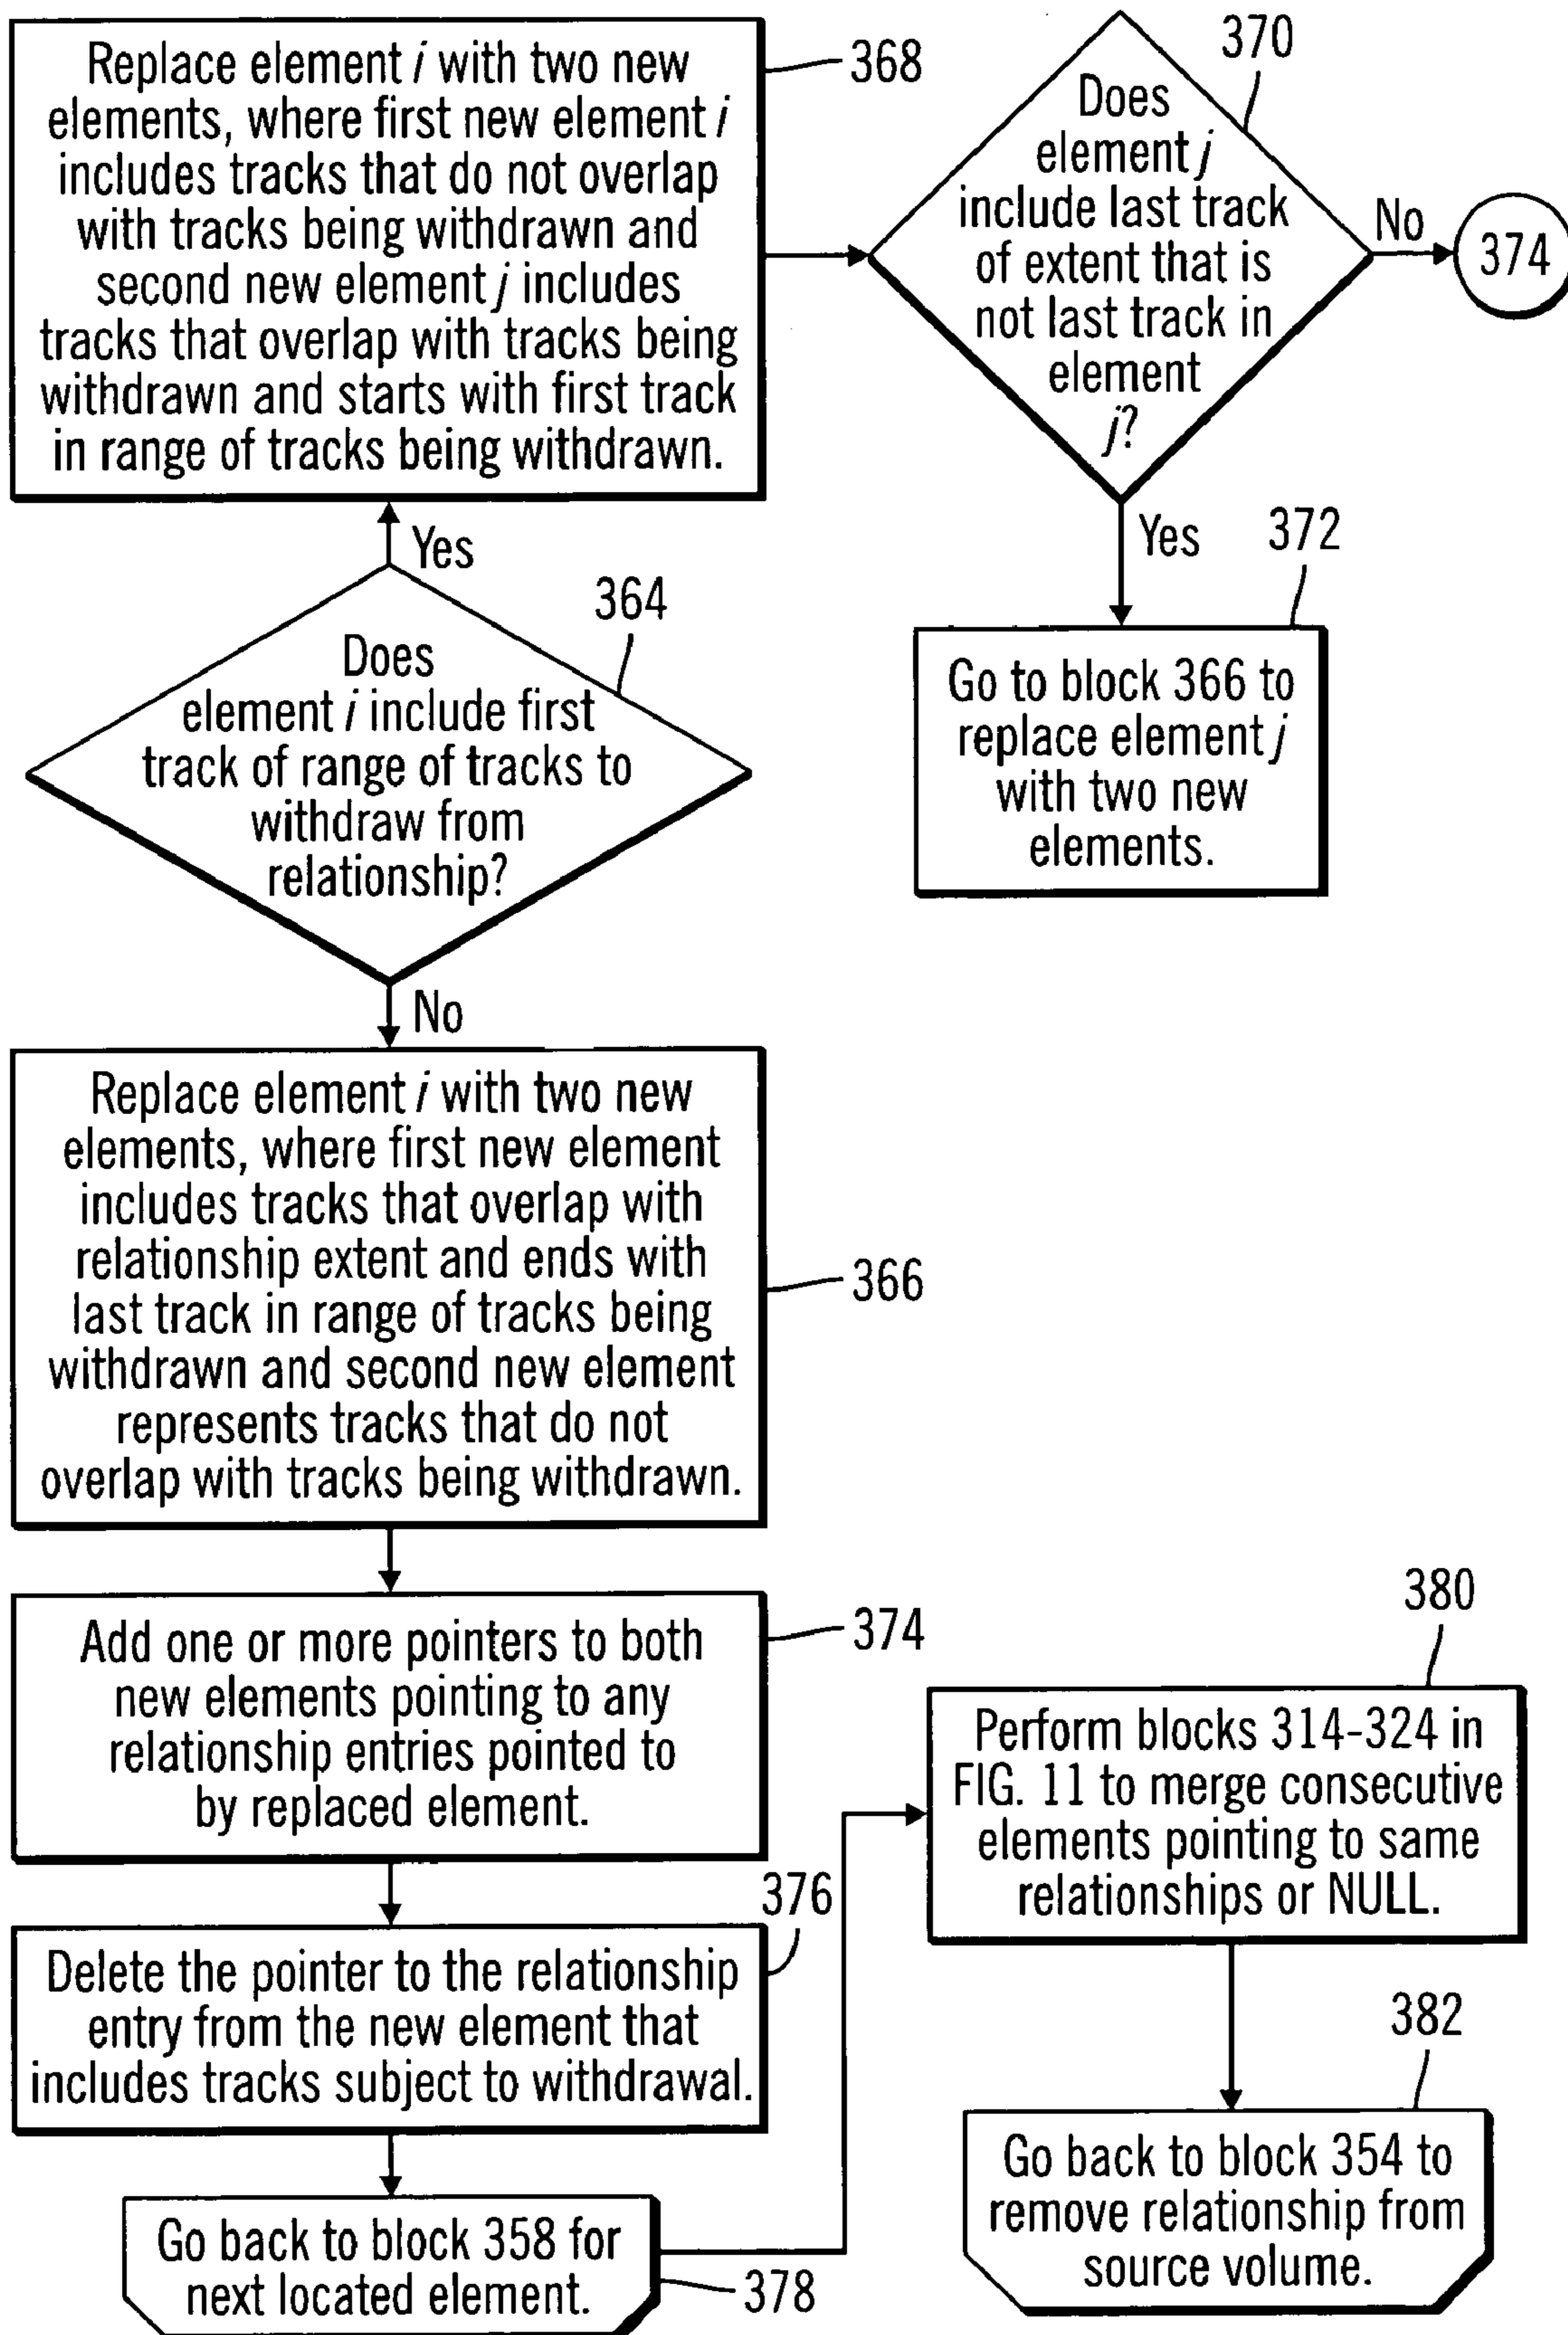 Replace element i with two new
elements, where first new element i
includes tracks that do not overlap
with tracks being withdrawn and
second new element j includes
tracks that overlap with tracks being
withdrawn and starts with first track
in range of tracks being withdrawn.
368
370
Does
element j
include last track
of extent that is
not last track in
element
j?
No
374
Yes
372
Go to block 366 to
replace element j
with two new
elements.
Yes
364
Does
element i include first
track of range of tracks to
withdraw from
relationship?
No
Replace element i with two new
elements, where first new element
includes tracks that overlap with
relationship extent and ends with
last track in range of tracks being
withdrawn and second new element
represents tracks that do not
overlap with tracks being withdrawn.
366
Add one or more pointers to both
new elements pointing to any
relationship entries pointed to
by replaced element.
374
376
Delete the pointer to the relationship
entry from the new element that
includes tracks subject to withdrawal.
Go back to block 358 for
next located element.
378
380
Perform blocks 314-324 in
FIG. 11 to merge consecutive
elements pointing to same
relationships or NULL.
382
Go back to block 354 to
remove relationship from
source volume.